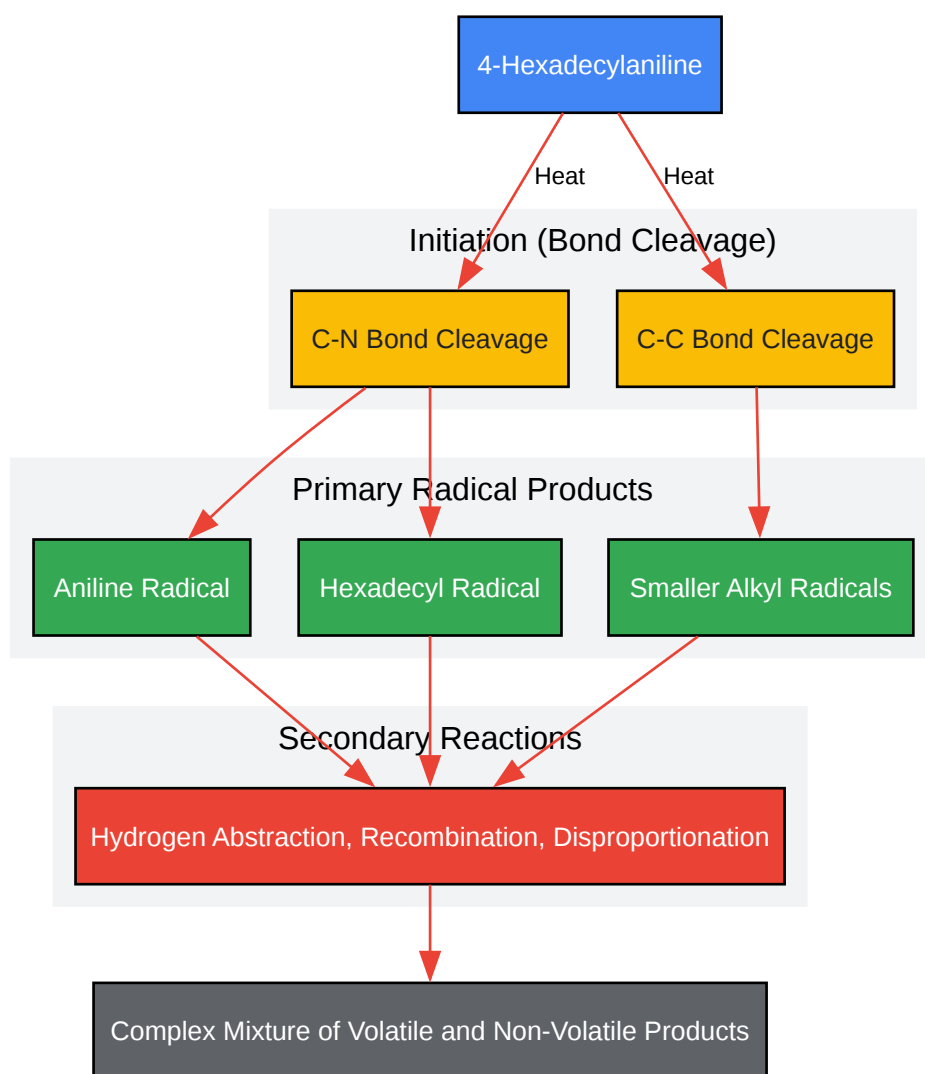 4-Hexadecylaniline
Heat
Heat
Initiation (Bond Cleavage)
C-N Bond Cleavage
C-C Bond Cleavage
Primary Radical Products
Aniline Radical
Hexadecyl Radical
Smaller Alkyl Radicals
Secondary Reactions
Hydrogen Abstraction, Recombination, Disproportionation
Complex Mixture of Volatile and Non-Volatile Products